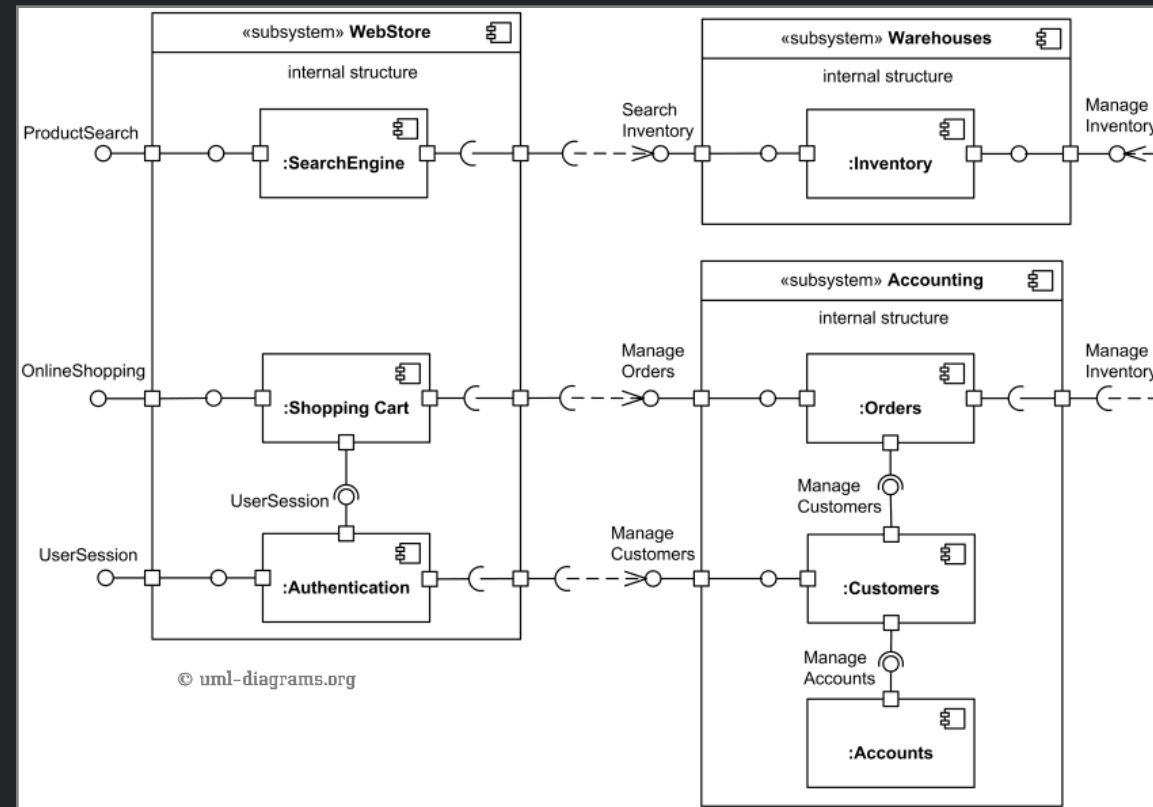 «subsystem» WebStore
internal structure
ProductSearch
:SearchEngine
Search
Inventory
«subsystem» Warehouses
internal structure
:Inventory
Manage
Inventory
OnlineShopping
:Shopping Cart
UserSession
UserSession
:Authentication
Manage
Orders
Manage
Customers
«subsystem» Accounting
internal structure
:Orders
Manage
Inventory
Manage
Customers
:Customers
Manage
Accounts
:Accounts
© uml-diagrams.org